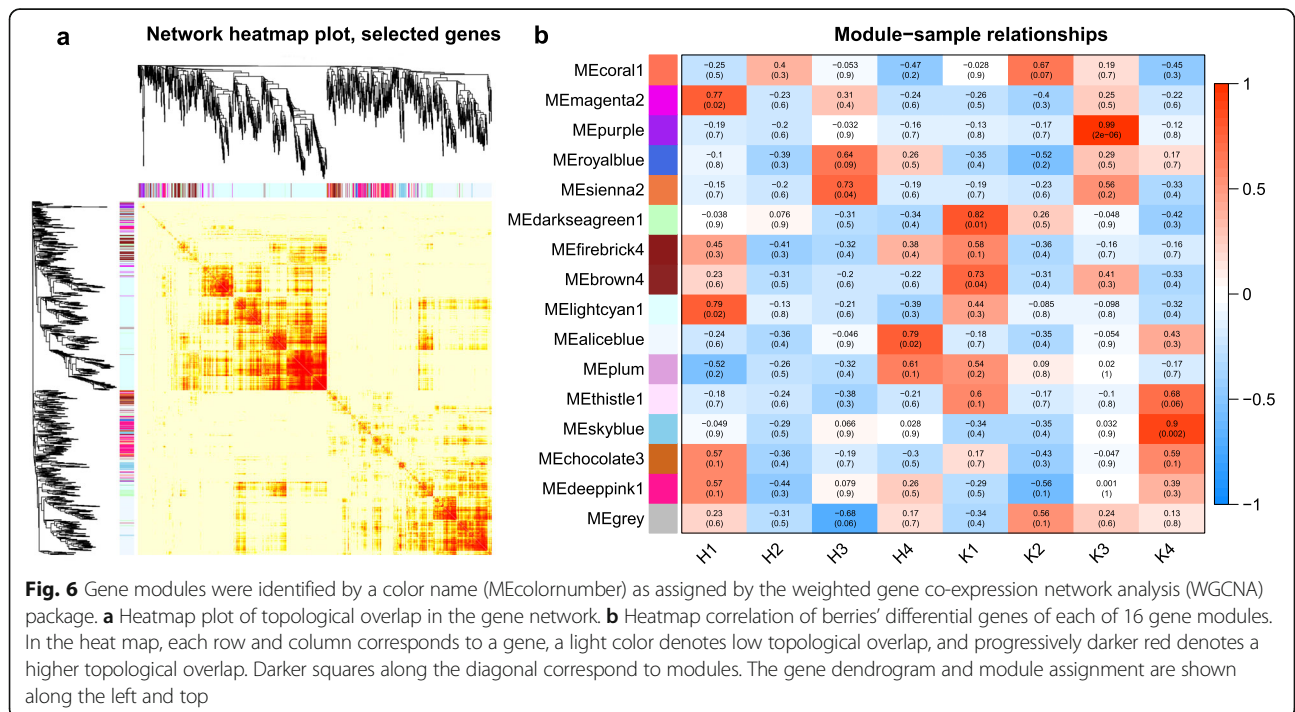 a
Network heatmap plot, selected genes
b
Module−sample relationships
MEcoral1 −0.25 0.4 −0.053 −0.47 −0.028 0.67 0.19 −0.45
(0.5) (0.3) (0.9) (0.2) (0.9) (0.07) (0.7) (0.3)
MEmagenta2 0.77 −0.23 0.31 −0.24 −0.26 −0.4 0.25 −0.22
(0.02) (0.6) (0.4) (0.6) (0.5) (0.3) (0.5) (0.6)
MEpurple −0.19 −0.2 −0.032 −0.16 −0.13 −0.17 0.99 −0.12
(0.7) (0.6) (0.9) (0.7) (0.8) (0.7) (2e−06) (0.8)
MEroyalblue −0.1 −0.39 0.64 0.26 −0.35 −0.52 0.29 0.17
(0.8) (0.3) (0.09) (0.5) (0.4) (0.2) (0.5) (0.7)
MEsienna2 −0.15 −0.2 0.73 −0.19 −0.19 −0.23 0.56 −0.33
(0.7) (0.6) (0.04) (0.6) (0.7) (0.6) (0.2) (0.4)
MEdarkseagreen1 −0.038 0.076 −0.31 −0.34 0.82 0.26 −0.048 −0.42
(0.9) (0.9) (0.5) (0.4) (0.01) (0.5) (0.9) (0.3)
MEfirebrick4 0.45 −0.41 −0.32 0.38 0.58 −0.36 −0.16 −0.16
(0.3) (0.3) (0.4) (0.4) (0.1) (0.4) (0.7) (0.7)
MEbrown4 0.23 −0.31 −0.2 −0.22 0.73 −0.31 0.41 −0.33
(0.6) (0.5) (0.6) (0.6) (0.04) (0.4) (0.3) (0.4)
MElightcyan1 0.79 −0.13 −0.21 −0.39 0.44 −0.085 −0.098 −0.32
(0.02) (0.8) (0.6) (0.3) (0.3) (0.8) (0.8) (0.4)
MEaliceblue −0.24 −0.36 −0.046 0.79 −0.18 −0.35 −0.054 0.43
(0.6) (0.4) (0.9) (0.02) (0.7) (0.4) (0.9) (0.3)
MEplum −0.52 −0.26 −0.32 0.61 0.54 0.09 0.02 −0.17
(0.2) (0.5) (0.4) (0.1) (0.2) (0.8) (1) (0.7)
MEthistle1 −0.18 −0.24 −0.38 −0.21 0.6 −0.17 −0.1 0.68
(0.7) (0.6) (0.3) (0.6) (0.1) (0.7) (0.8) (0.06)
MEskyblue −0.049 −0.29 0.066 0.028 −0.34 −0.35 0.032 0.9
(0.9) (0.5) (0.9) (0.9) (0.4) (0.4) (0.9) (0.002)
MEchocolate3 0.57 −0.36 −0.19 −0.3 0.17 −0.43 −0.047 0.59
(0.1) (0.4) (0.7) (0.5) (0.7) (0.3) (0.9) (0.1)
MEdeeppink1 0.57 −0.44 0.079 0.26 −0.29 −0.56 0.001 0.39
(0.1) (0.3) (0.9) (0.5) (0.5) (0.1) (1) (0.3)
MEgrey 0.23 −0.31 −0.68 0.17 −0.34 0.56 0.24 0.13
(0.6) (0.5) (0.06) (0.7) (0.4) (0.1) (0.6) (0.8)
H1 H2 H3 H4 K1 K2 K3 K4
1
0.5
0
−0.5
−1
Fig. 6 Gene modules were identified by a color name (MEcolornumber) as assigned by the weighted gene co-expression network analysis (WGCNA)
package. a Heatmap plot of topological overlap in the gene network. b Heatmap correlation of berries’ differential genes of each of 16 gene modules.
In the heat map, each row and column corresponds to a gene, a light color denotes low topological overlap, and progressively darker red denotes a
higher topological overlap. Darker squares along the diagonal correspond to modules. The gene dendrogram and module assignment are shown
along the left and top